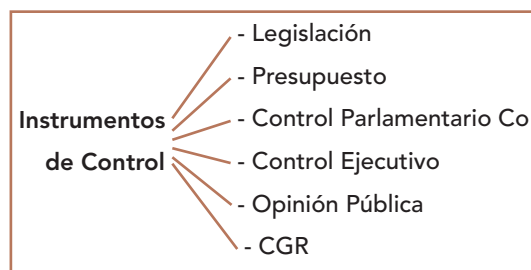 - Legislación
- Presupuesto
Instrumentos
- Control Parlamentario Co
de Control
- Control Ejecutivo
- Opinión Pública
- CGR